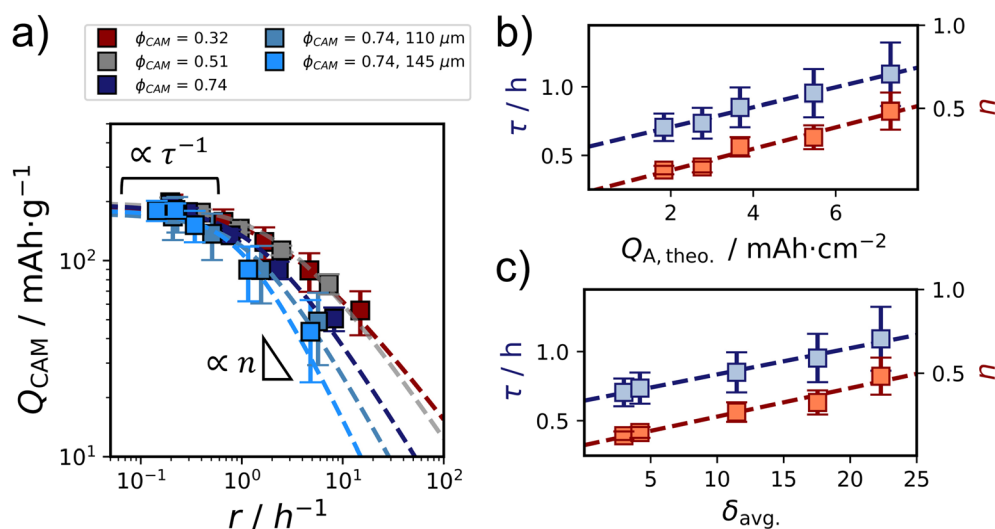 a)
ϕCAM = 0.32
ϕCAM = 0.51
ϕCAM = 0.74
ϕCAM = 0.74, 110 μm
ϕCAM = 0.74, 145 μm
∝ τ⁻¹
∝ n
10²
10¹
QCAM / mAh·g⁻¹
10⁻¹ 10⁰ 10¹ 10²
r / h⁻¹
b)
1.0
0.5
τ / h
1.0
0.5
n
2 4 6
QA, theo. / mAh·cm⁻²
c)
1.0
0.5
τ / h
1.0
0.5
0.0
n
5 10 15 20 25
δavg.